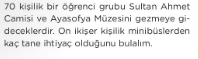 70 kişilik bir öğrenci grubu Sultan Ahmet
Camisi ve Ayasofya Müzesini gezmeye gi-
deceklerdir. On ikişer kişilik minibüslerden
kaç tane ihtiyaç olduğunu bulalım.